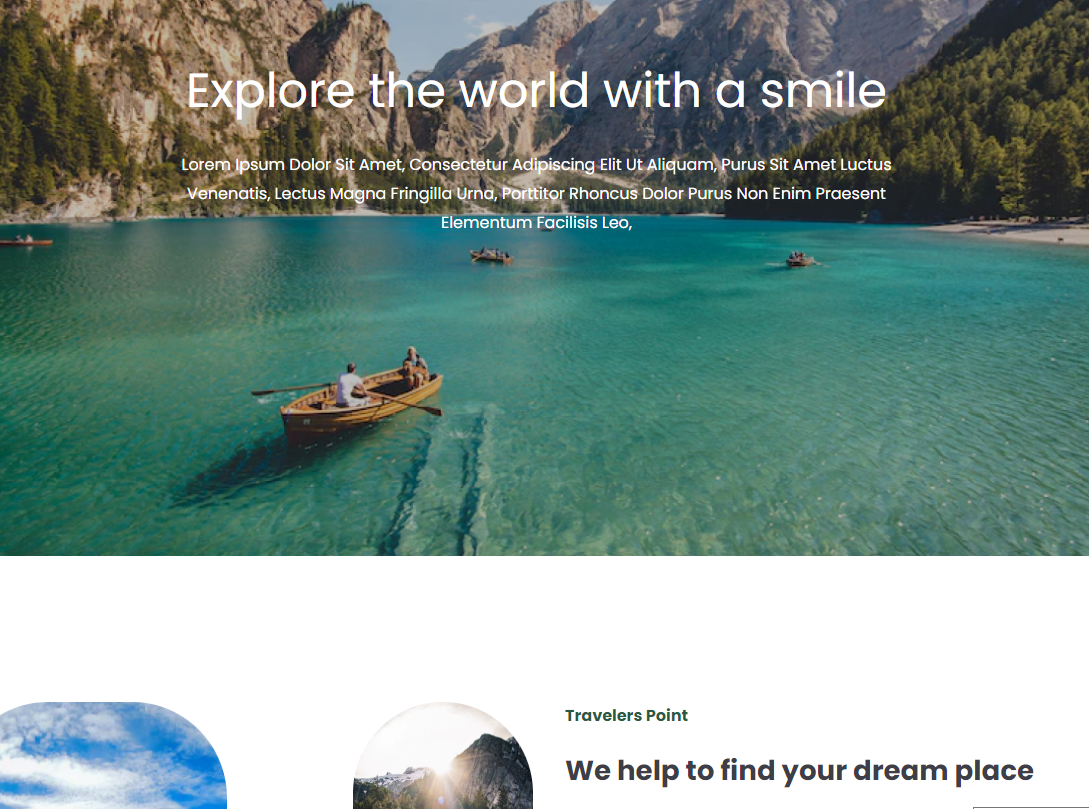 Explore the world with a smile
Lorem Ipsum Dolor Sit Amet, Consectetur Adipiscing Elit Ut Aliquam, Purus Sit Amet Luctus
Venenatis, Lectus Magna Fringilla Urna, Porttitor Rhoncus Dolor Purus Non Enim Praesent
Elementum Facilisis Leo,
Travelers Point
We help to find your dream place